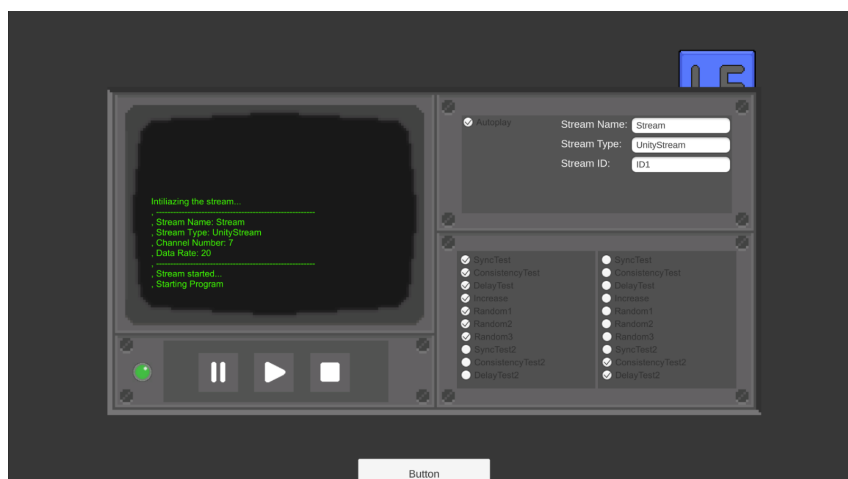 Intiliazing the stream...
, ------------------------------------------------------
, Stream Name: Stream
, Stream Type: UnityStream
, Channel Number: 7
, Data Rate: 20
, ------------------------------------------------------
, Stream started...
, Starting Program
Autoplay
Stream Name: Stream
Stream Type: UnityStream
Stream ID: ID1
SyncTest
ConsistencyTest
DelayTest
Increase
Random1
Random2
Random3
SyncTest2
ConsistencyTest2
DelayTest2
SyncTest
ConsistencyTest
DelayTest
Increase
Random1
Random2
Random3
SyncTest2
ConsistencyTest2
DelayTest2
Button